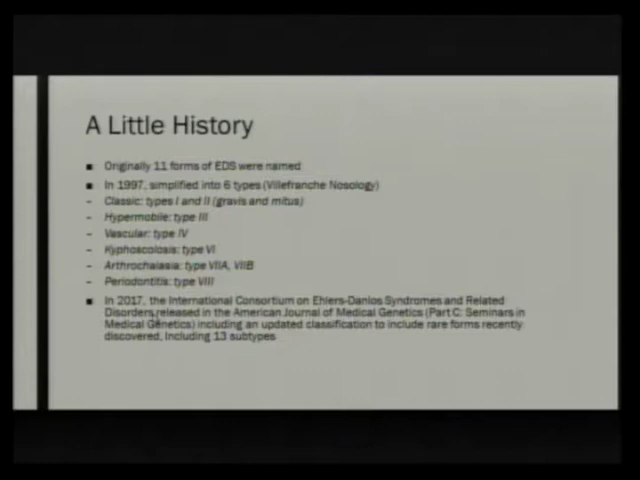 A Little History
▪ Originally 11 forms of EDS were named
▪ In 1997, simplified into 6 types (Villefranche Nosology)
– Classic: types I and II (gravis and mitus)
– Hypermobile: type III
– Vascular: type IV
– Kyphoscolosis: type VI
– Arthrochalasia: type VIIA, VIIB
– Periodontitis: type VIII
▪ In 2017, the International Consortium on Ehlers-Danlos Syndromes and Related
Disorders released in the American Journal of Medical Genetics (Part C: Seminars in
Medical Genetics) including an updated classification to include rare forms recently
discovered, including 13 subtypes